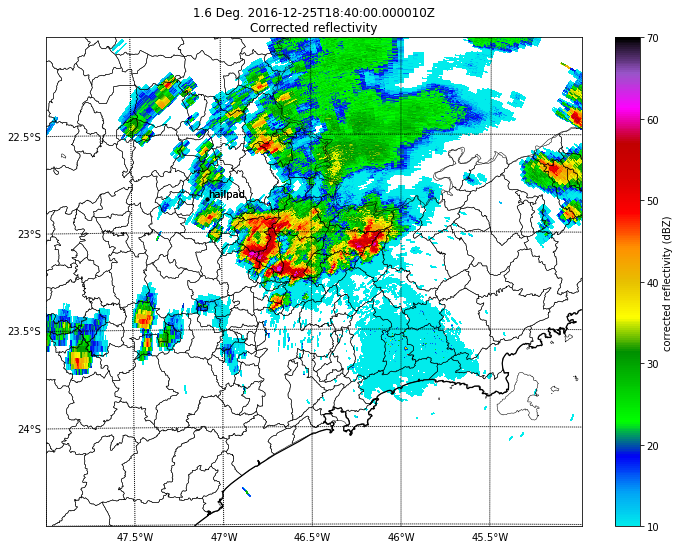 1.6 Deg. 2016-12-25T18:40:00.000010Z
Corrected reflectivity
22.5°S
23°S
23.5°S
24°S
47.5°W
47°W
46.5°W
46°W
45.5°W
hailpad
70
60
50
40
30
20
10
corrected reflectivity (dBZ)